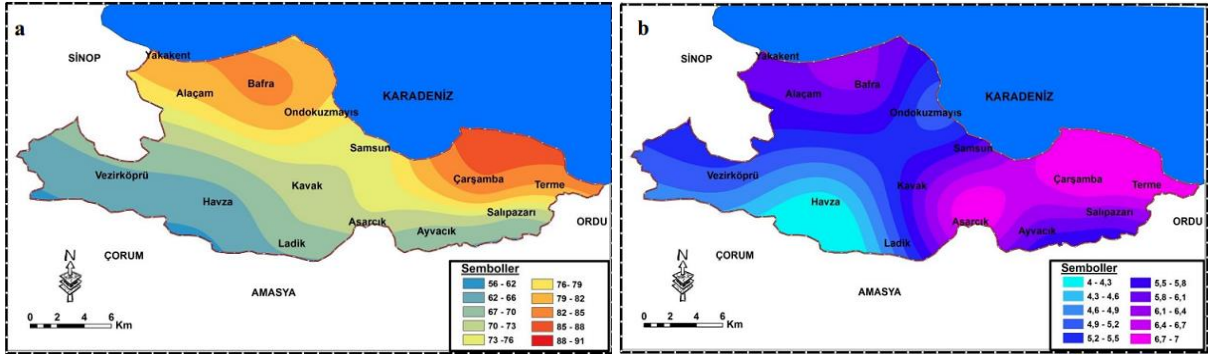 a
SİNOP
Yakakent
Alaçam
Bafra
KARADENİZ
Ondokuzmayıs
Samsun
Vezirköprü
Havza
Kavak
Çarşamba
Terme
Salıpazarı
Asarcık
Ayvacık
Ladik
ORDU
ÇORUM
AMASYA
N
0 2 4 6
Km
Semboller
56 - 62
62 - 66
67 - 70
70 - 73
73 -76
76- 79
79 - 82
82 - 85
85 - 88
88 - 91
b
SİNOP
Yakakent
Alaçam
Bafra
KARADENİZ
Ondokuzmayıs
Samsun
Vezirköprü
Havza
Kavak
Çarşamba
Terme
Salıpazarı
Asarcık
Ayvacık
Ladik
ORDU
ÇORUM
AMASYA
N
0 2 4 6
Km
Semboller
4 - 4,3
4,3 - 4,6
4,6 - 4,9
4,9 - 5,2
5,2 - 5,5
5,5 - 5,8
5,8 - 6,1
6,1 - 6,4
6,4 - 6,7
6,7 - 7